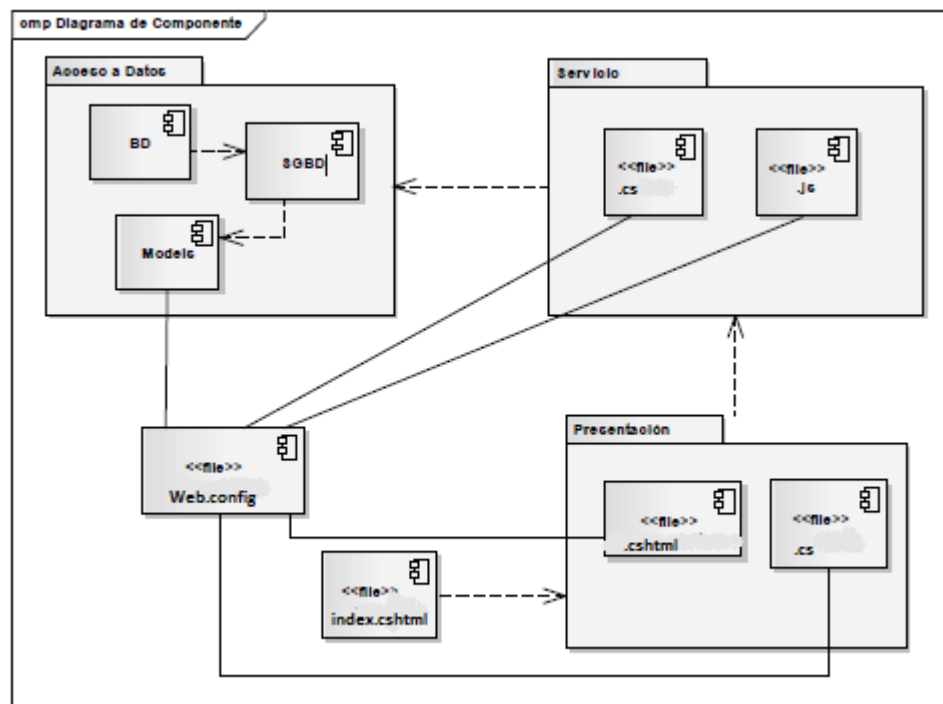 omp Diagrama de Componente
Acceso a Datos
Servicio
BD
SGBD
Models
<<file>>
.cs
<<file>>
.js
<<file>>
Web.config
Presentación
<<file>>
.cshtml
<<file>>
.cs
<<file>>
index.cshtml